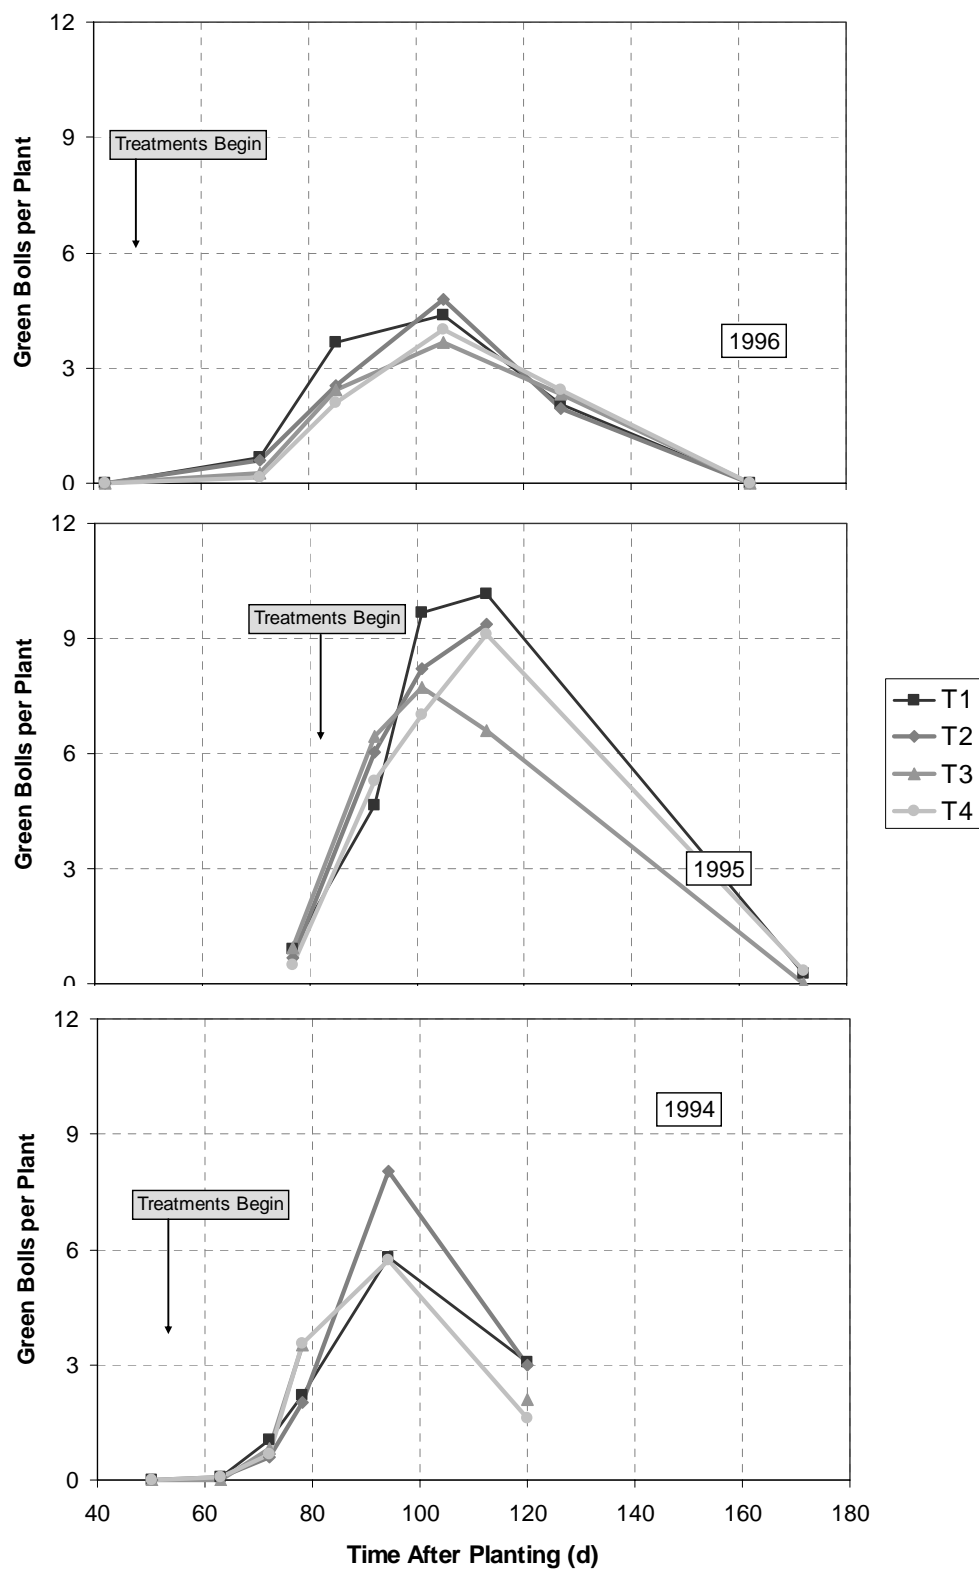 12
9
6
3
0
Green Bolls per Plant
Treatments Begin
1996
12
9
6
3
0
Green Bolls per Plant
Treatments Begin
1995
T1
T2
T3
T4
12
9
6
3
0
Green Bolls per Plant
Treatments Begin
1994
40 60 80 100 120 140 160 180
Time After Planting (d)